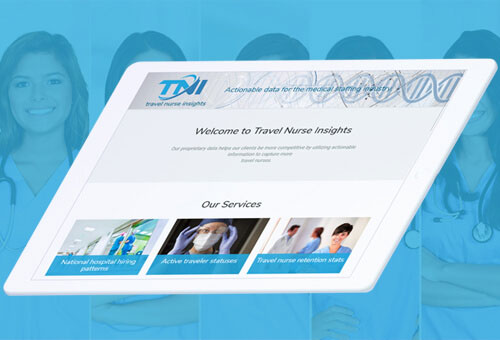 TNI
travel nurse insights
Actionable data for the medical staffing industry
Welcome to Travel Nurse Insights
Our proprietary data helps our clients be more competitive by utilizing actionable
information to capture more
travel nurses.
Our Services
National hospital hiring
patterns
Active traveler statuses
Travel nurse retention stats